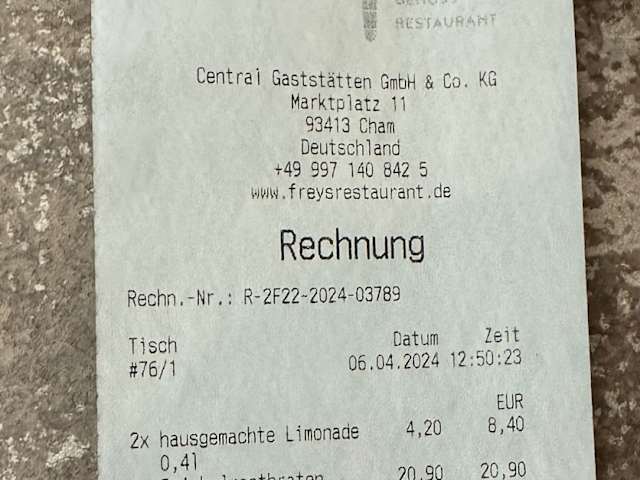 RESTAURANT
Central Gaststätten GmbH & Co. KG
Marktplatz 11
93413 Cham
Deutschland
+49 997 140 842 5
www.freysrestaurant.de
Rechnung
Rechn.-Nr.: R-2F22-2024-03789
Tisch Datum Zeit
#76/1 06.04.2024 12:50:23
EUR
2x hausgemachte Limonade 4,20 8,40
0,4l
20,90 20,90